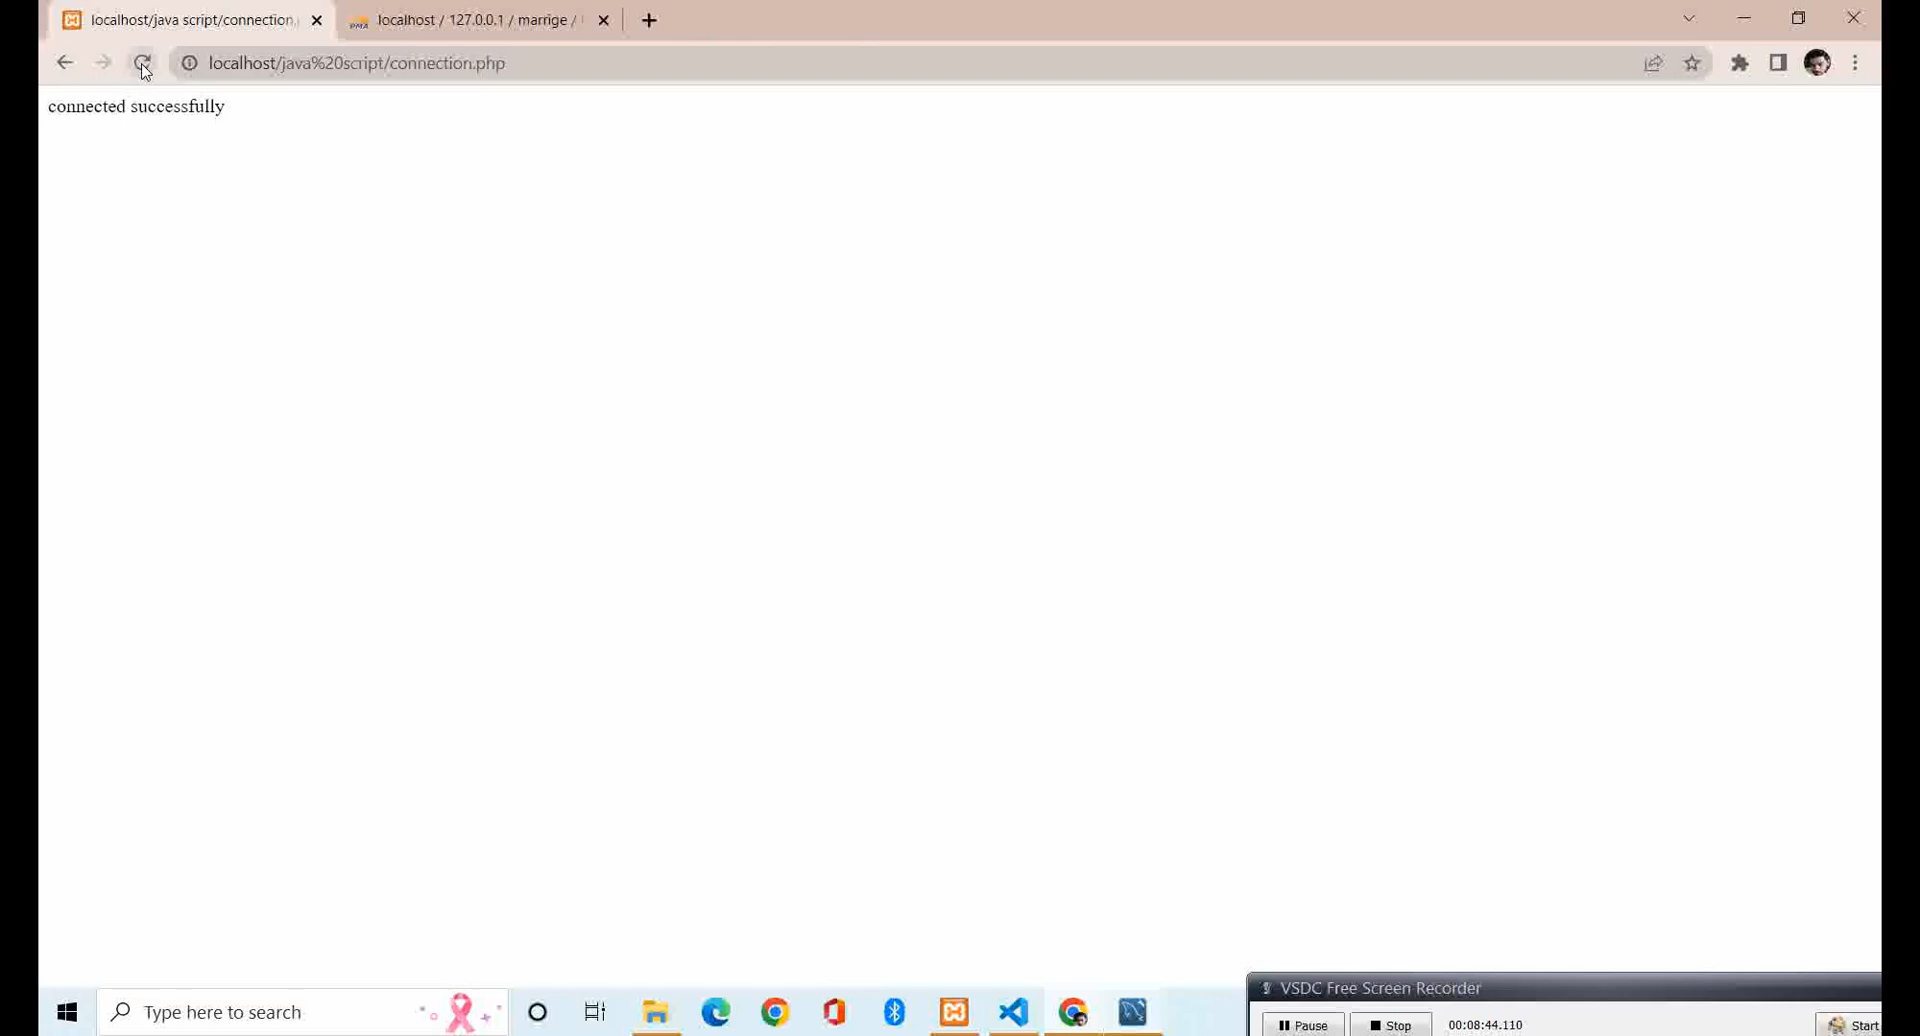 localhost/java script/connection.
PMA localhost / 127.0.0.1 / marrige /
localhost/java%20script/connection.php
connected successfully
VSDC Free Screen Recorder
Type here to search
Pause Stop 00:08:44.110 Start